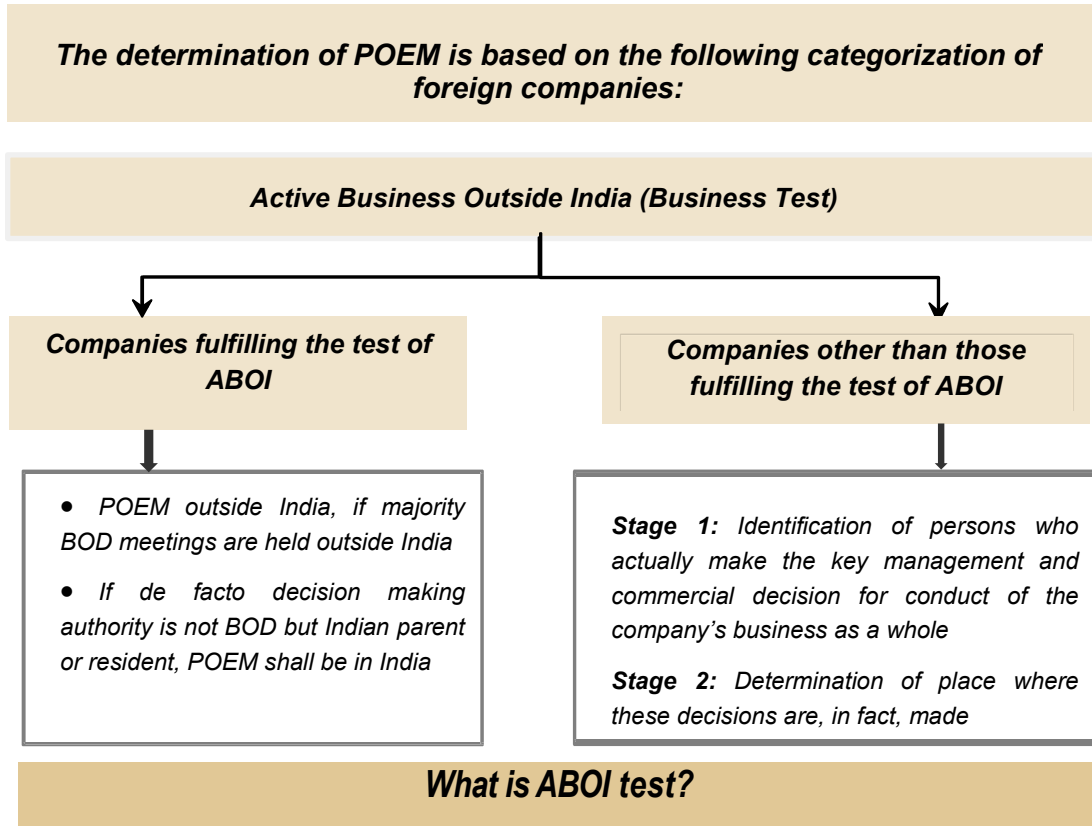 The determination of POEM is based on the following categorization of
foreign companies:
Active Business Outside India (Business Test)
Companies fulfilling the test of
ABOI
Companies other than those
fulfilling the test of ABOI
● POEM outside India, if majority
BOD meetings are held outside India
● If de facto decision making
authority is not BOD but Indian parent
or resident, POEM shall be in India
Stage 1: Identification of persons who
actually make the key management and
commercial decision for conduct of the
company's business as a whole
Stage 2: Determination of place where
these decisions are, in fact, made
What is ABOI test?